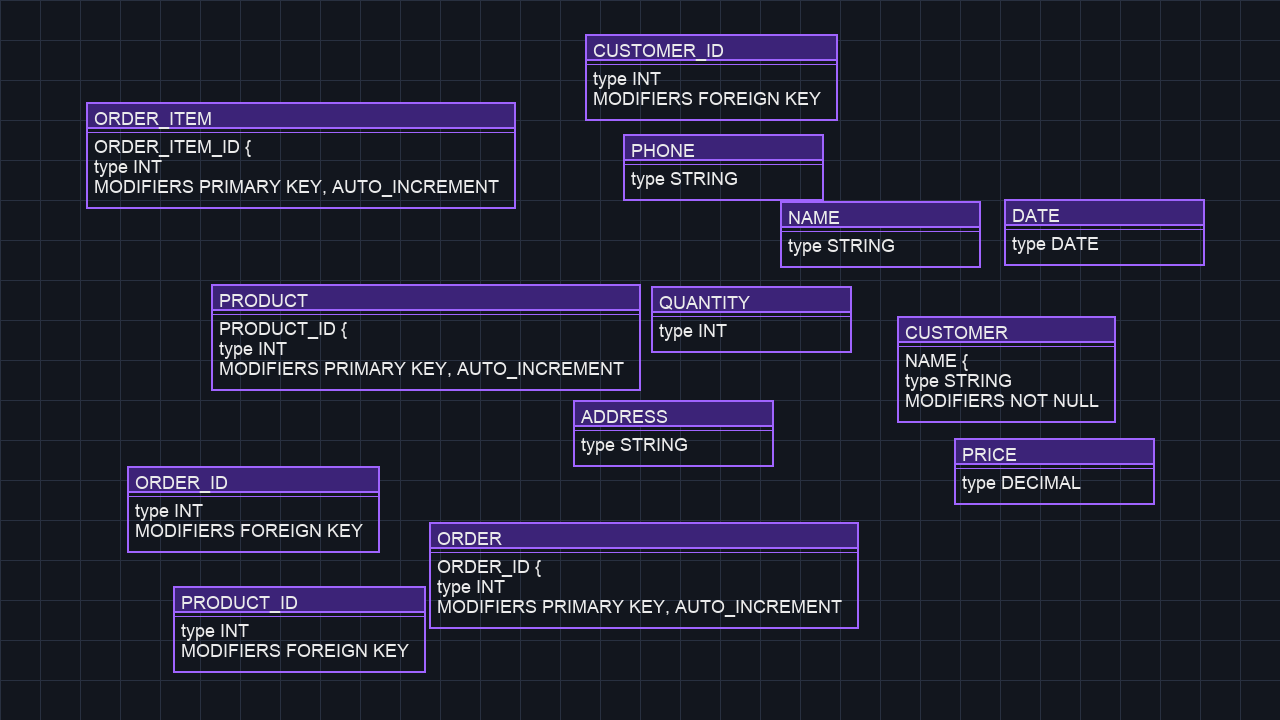 CUSTOMER_ID
type INT
MODIFIERS FOREIGN KEY
ORDER_ITEM
ORDER_ITEM_ID {
type INT
MODIFIERS PRIMARY KEY, AUTO_INCREMENT
PHONE
type STRING
NAME
type STRING
DATE
type DATE
PRODUCT
PRODUCT_ID {
type INT
MODIFIERS PRIMARY KEY, AUTO_INCREMENT
QUANTITY
type INT
CUSTOMER
NAME {
type STRING
MODIFIERS NOT NULL
ADDRESS
type STRING
PRICE
type DECIMAL
ORDER_ID
type INT
MODIFIERS FOREIGN KEY
ORDER
ORDER_ID {
type INT
MODIFIERS PRIMARY KEY, AUTO_INCREMENT
PRODUCT_ID
type INT
MODIFIERS FOREIGN KEY